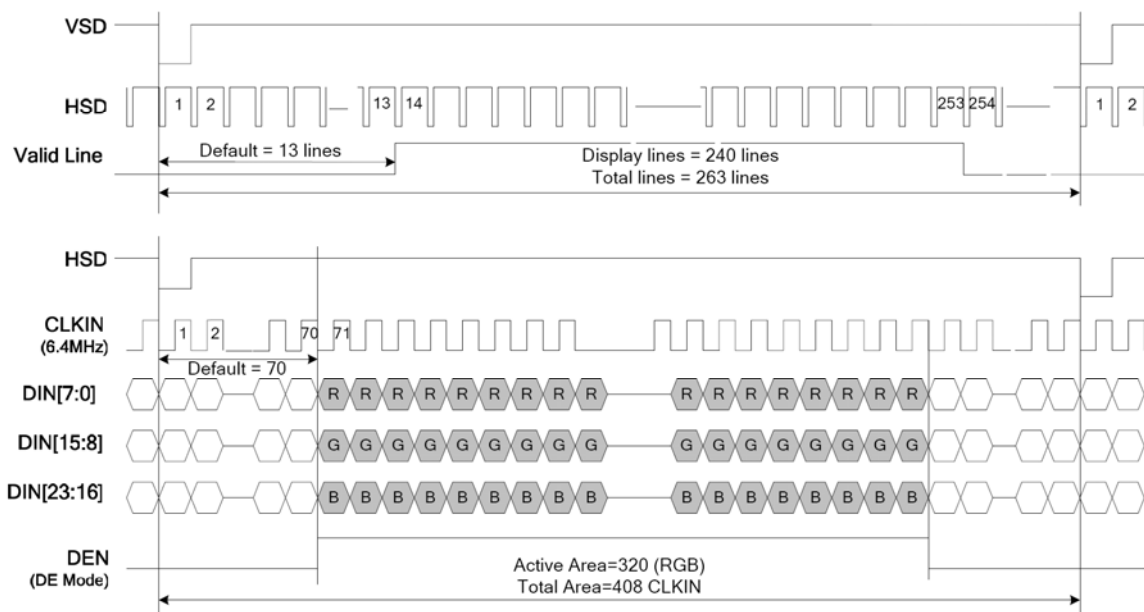 VSD
HSD 1 2 13 14 253 254 1 2
Valid Line
Default = 13 lines
Display lines = 240 lines
Total lines = 263 lines
HSD
CLKIN 1 2 70 71
(6.4MHz)
Default = 70
DIN[7:0] R R R R R R R R R R R R R R R R R
DIN[15:8] G G G G G G G G G G G G G G G G G
DIN[23:16] B B B B B B B B B B B B B B B B B
DEN
(DE Mode)
Active Area=320 (RGB)
Total Area=408 CLKIN